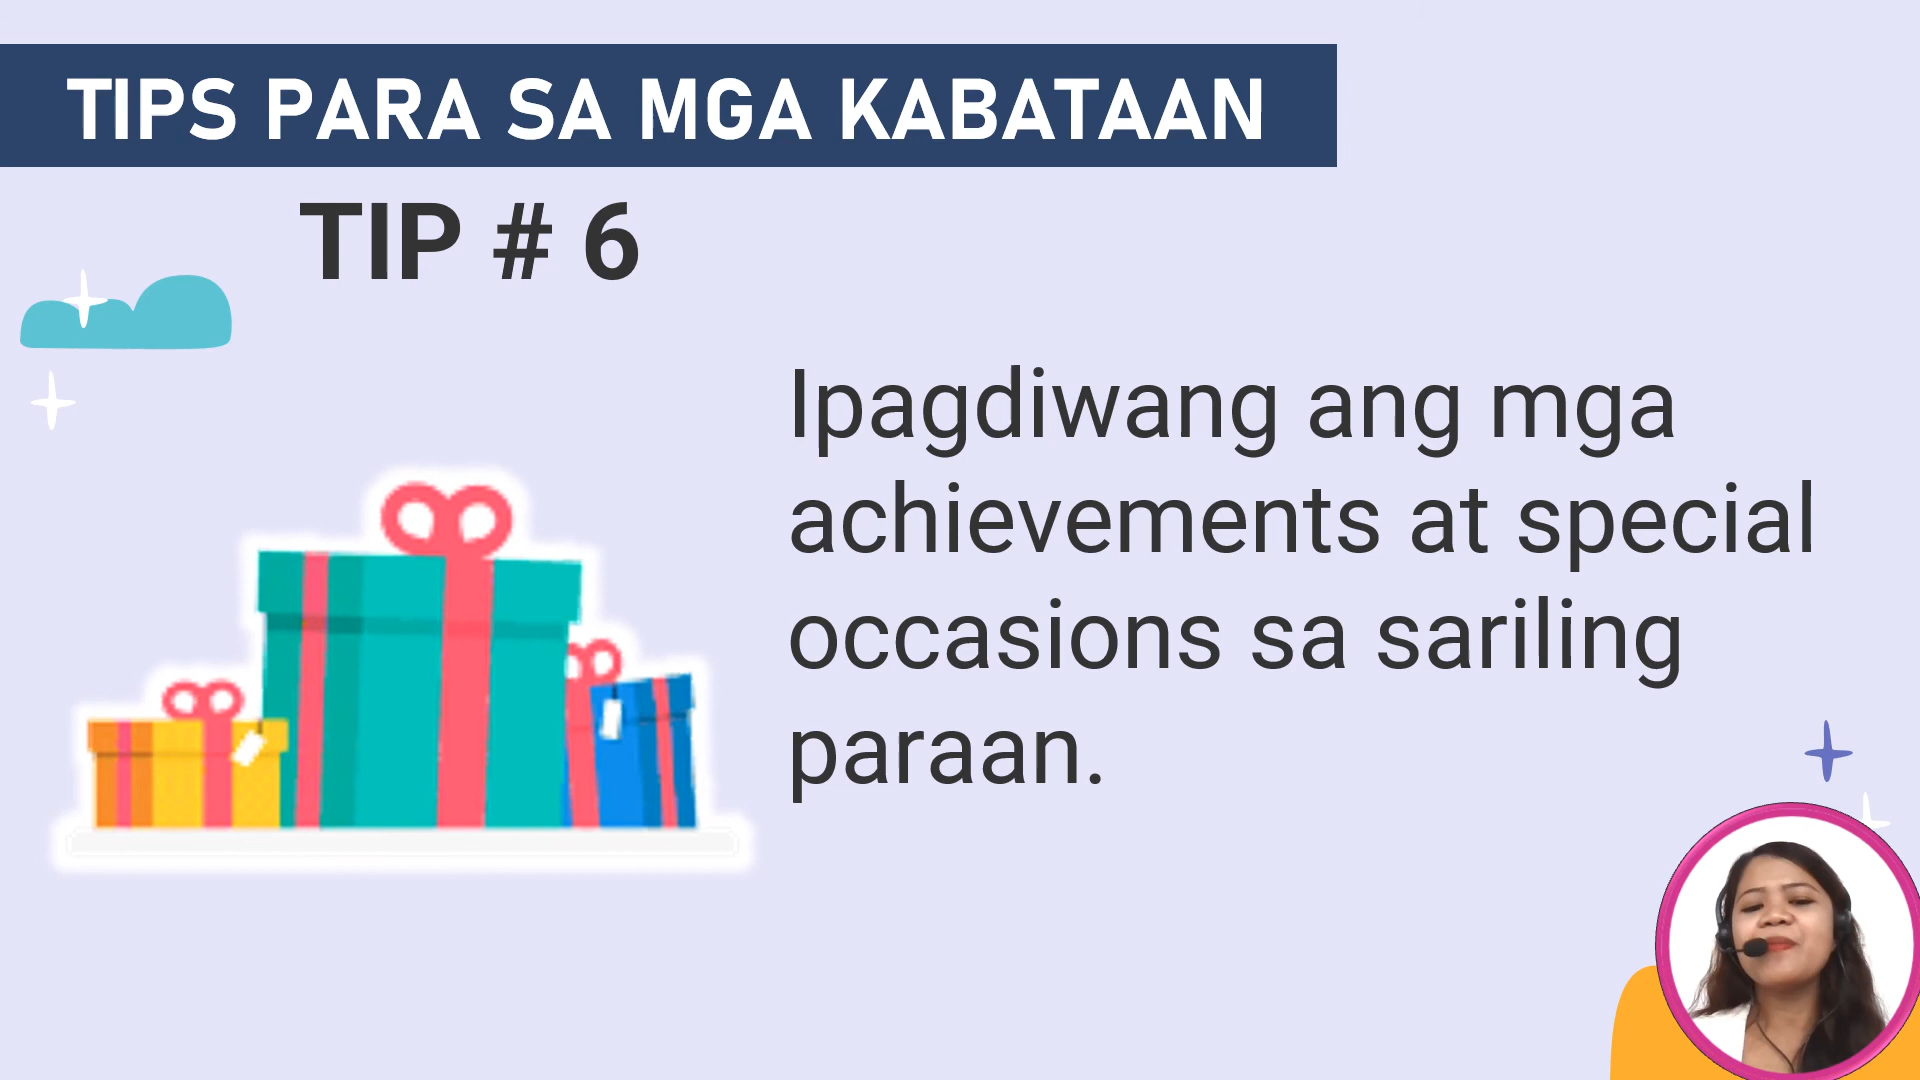 TIPS PARA SA MGA KABATAAN
TIP # 6
Ipagdiwang ang mga
achievements at special
occasions sa sariling
paraan.